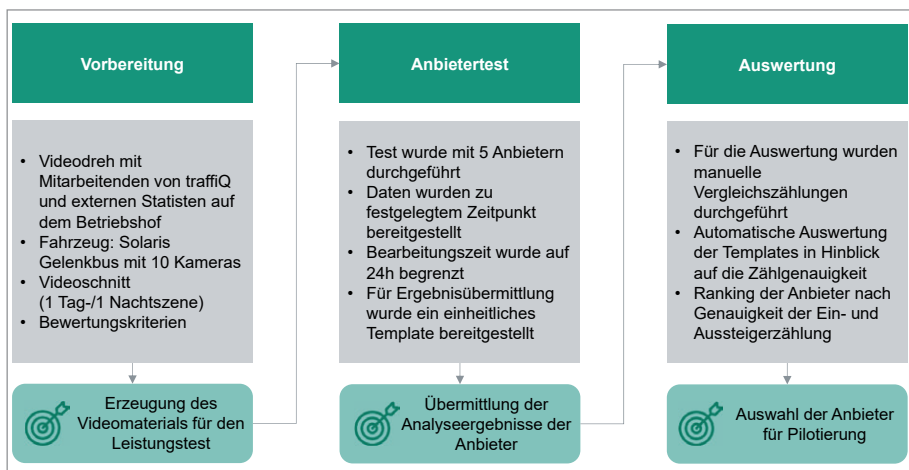 Vorbereitung
• Videodreh mit
Mitarbeitenden von traffiQ
und externen Statisten auf
dem Betriebshof
• Fahrzeug: Solaris
Gelenkbus mit 10 Kameras
• Videoschnitt
(1 Tag-/1 Nachtszene)
• Bewertungskriterien
Erzeugung des
Videomaterials für den
Leistungstest
Anbietertest
• Test wurde mit 5 Anbietern
durchgeführt
• Daten wurden zu
festgelegtem Zeitpunkt
bereitgestellt
• Bearbeitungszeit wurde auf
24h begrenzt
• Für Ergebnisübermittlung
wurde ein einheitliches
Template bereitgestellt
Übermittlung der
Analyseergebnisse der
Anbieter
Auswertung
• Für die Auswertung wurden
manuelle
Vergleichszählungen
durchgeführt
• Automatische Auswertung
der Templates in Hinblick
auf die Zählgenauigkeit
• Ranking der Anbieter nach
Genauigkeit der Ein- und
Aussteigerzählung
Auswahl der Anbieter
für Pilotierung